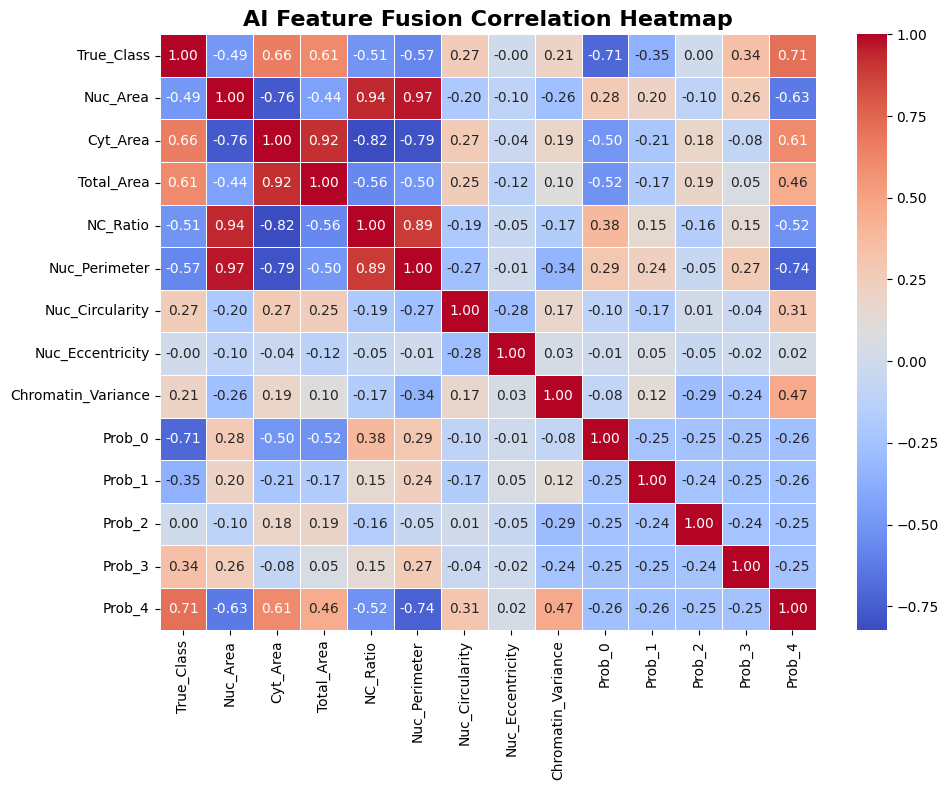 AI Feature Fusion Correlation Heatmap
True_Class 1.00 -0.49 0.66 0.61 -0.51 -0.57 0.27 -0.00 0.21 -0.71 -0.35 0.00 0.34 0.71
Nuc_Area -0.49 1.00 -0.76 -0.44 0.94 0.97 -0.20 -0.10 -0.26 0.28 0.20 -0.10 0.26 -0.63
Cyt_Area 0.66 -0.76 1.00 0.92 -0.82 -0.79 0.27 -0.04 0.19 -0.50 -0.21 0.18 -0.08 0.61
Total_Area 0.61 -0.44 0.92 1.00 -0.56 -0.50 0.25 -0.12 0.10 -0.52 -0.17 0.19 0.05 0.46
NC_Ratio -0.51 0.94 -0.82 -0.56 1.00 0.89 -0.19 -0.05 -0.17 0.38 0.15 -0.16 0.15 -0.52
Nuc_Perimeter -0.57 0.97 -0.79 -0.50 0.89 1.00 -0.27 -0.01 -0.34 0.29 0.24 -0.05 0.27 -0.74
Nuc_Circularity 0.27 -0.20 0.27 0.25 -0.19 -0.27 1.00 -0.28 0.17 -0.10 -0.17 0.01 -0.04 0.31
Nuc_Eccentricity -0.00 -0.10 -0.04 -0.12 -0.05 -0.01 -0.28 1.00 0.03 -0.01 0.05 -0.05 -0.02 0.02
Chromatin_Variance 0.21 -0.26 0.19 0.10 -0.17 -0.34 0.17 0.03 1.00 -0.08 0.12 -0.29 -0.24 0.47
Prob_0 -0.71 0.28 -0.50 -0.52 0.38 0.29 -0.10 -0.01 -0.08 1.00 -0.25 -0.25 -0.25 -0.26
Prob_1 -0.35 0.20 -0.21 -0.17 0.15 0.24 -0.17 0.05 0.12 -0.25 1.00 -0.24 -0.25 -0.26
Prob_2 0.00 -0.10 0.18 0.19 -0.16 -0.05 0.01 -0.05 -0.29 -0.25 -0.24 1.00 -0.24 -0.25
Prob_3 0.34 0.26 -0.08 0.05 0.15 0.27 -0.04 -0.02 -0.24 -0.25 -0.25 -0.24 1.00 -0.25
Prob_4 0.71 -0.63 0.61 0.46 -0.52 -0.74 0.31 0.02 0.47 -0.26 -0.26 -0.25 -0.25 1.00
True_Class
Nuc_Area
Cyt_Area
Total_Area
NC_Ratio
Nuc_Perimeter
Nuc_Circularity
Nuc_Eccentricity
Chromatin_Variance
Prob_0
Prob_1
Prob_2
Prob_3
Prob_4
1.00
0.75
0.50
0.25
0.00
−0.25
−0.50
−0.75